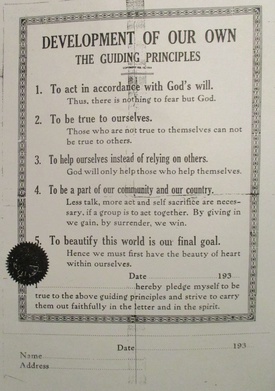 DEVELOPMENT OF OUR OWN
THE GUIDING PRINCIPLES
1. To act in accordance with God's will.
Thus, there is nothing to fear but God.
2. To be true to ourselves.
Those who are not true to themselves can not
be true to others.
3. To help ourselves instead of relying on others.
God will only help those who help themselves.
4. To be a part of our community and our country.
Less talk, more act and self sacrifice are neces-
sary, if a group is to act together. By giving in
we gain, by surrender, we win.
5. To beautify this world is our final goal.
Hence we must first have the beauty of heart
within ourselves.
Date 193
hereby pledge myself to be
true to the above guiding principles and strive to carry
them out faithfully in the letter and in the spirit.
Date 193
Name
Address